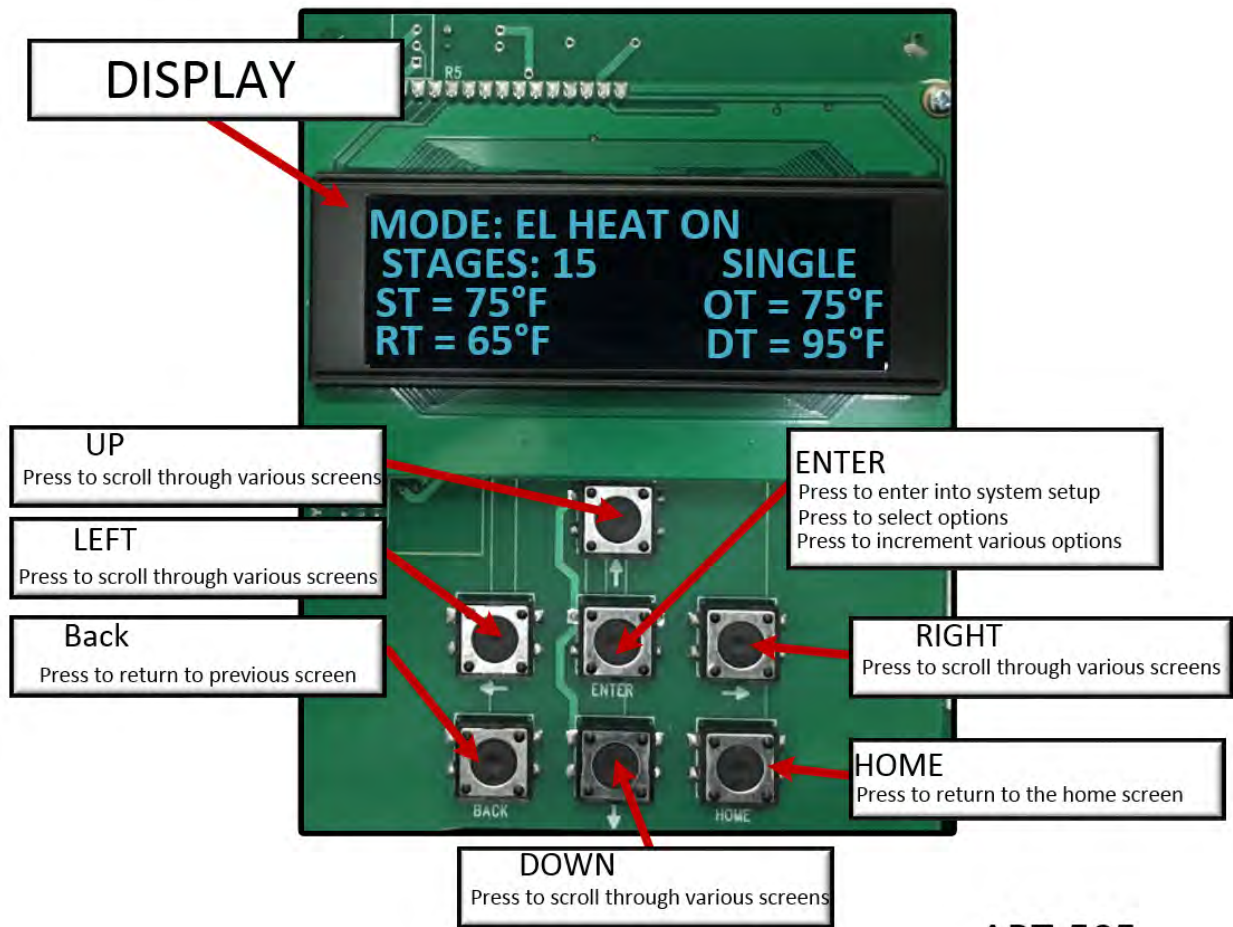 R5
DISPLAY
MODE: EL HEAT ON
STAGES: 15 SINGLE
ST = 75°F OT = 75°F
RT = 65°F DT = 95°F
UP
Press to scroll through various screens
ENTER
Press to enter into system setup
Press to select options
Press to increment various options
LEFT
Press to scroll through various screens
Back
Press to return to previous screen
RIGHT
Press to scroll through various screens
ENTER
HOME
Press to return to the home screen
BACK
HOME
DOWN
Press to scroll through various screens